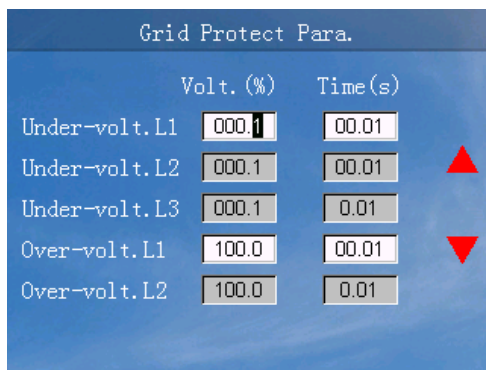 Grid Protect Para.
Volt.(%) Time(s)
Under-volt.L1 000.1 00.01
Under-volt.L2 000.1 00.01
Under-volt.L3 000.1 0.01
Over-volt.L1 100.0 00.01
Over-volt.L2 100.0 0.01